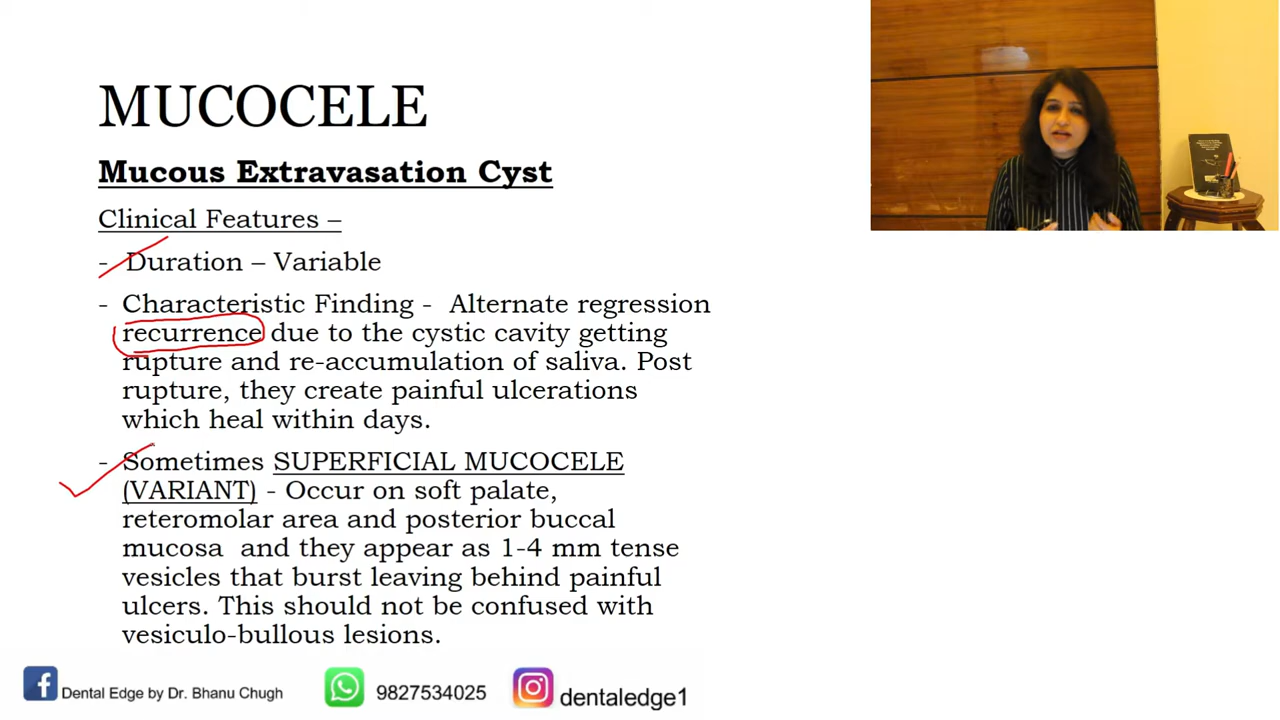 MUCOCELE
Mucous Extravasation Cyst
Clinical Features –
- Duration – Variable
- Characteristic Finding - Alternate regression
recurrence due to the cystic cavity getting
rupture and re-accumulation of saliva. Post
rupture, they create painful ulcerations
which heal within days.
- Sometimes SUPERFICIAL MUCOCELE
(VARIANT) - Occur on soft palate,
reteromolar area and posterior buccal
mucosa and they appear as 1-4 mm tense
vesicles that burst leaving behind painful
ulcers. This should not be confused with
vesiculo-bullous lesions.
Dental Edge by Dr. Bhanu Chugh
9827534025
dentaledge1